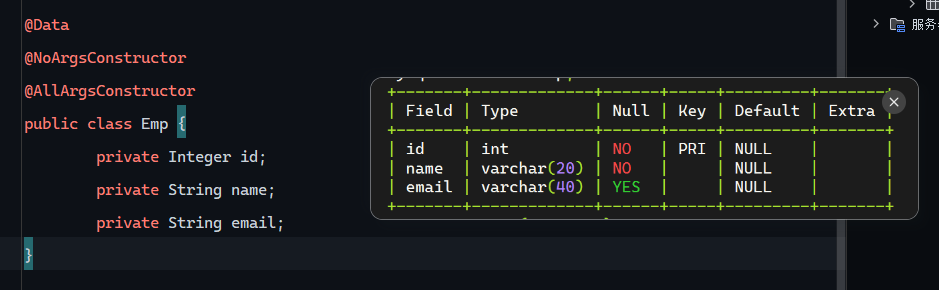 @Data
@NoArgsConstructor
@AllArgsConstructor
public class Emp {
private Integer id;
private String name;
private String email;
}
+-------+-------------+------+-----+---------+-------+
| Field | Type        | Null | Key | Default | Extra |
+-------+-------------+------+-----+---------+-------+
| id    | int         | NO   | PRI | NULL    |       |
| name  | varchar(20) | NO   |     | NULL    |       |
| email | varchar(40) | YES  |     | NULL    |       |
+-------+-------------+------+-----+---------+-------+
服务